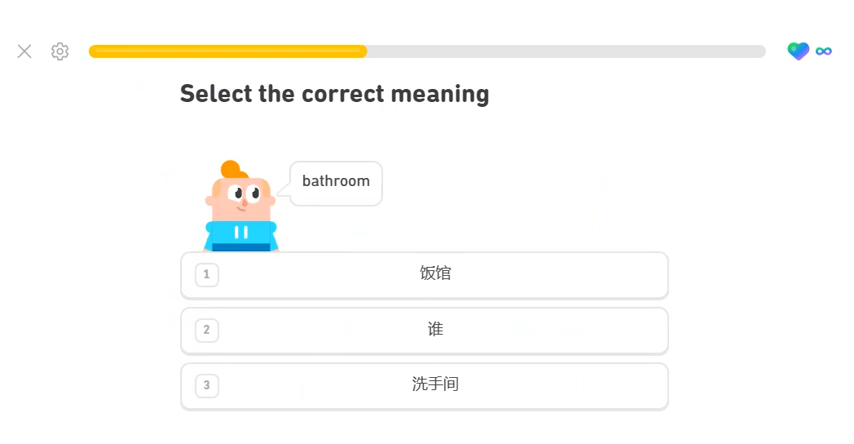 Select the correct meaning
bathroom
1 饭馆
2 谁
3 洗手间